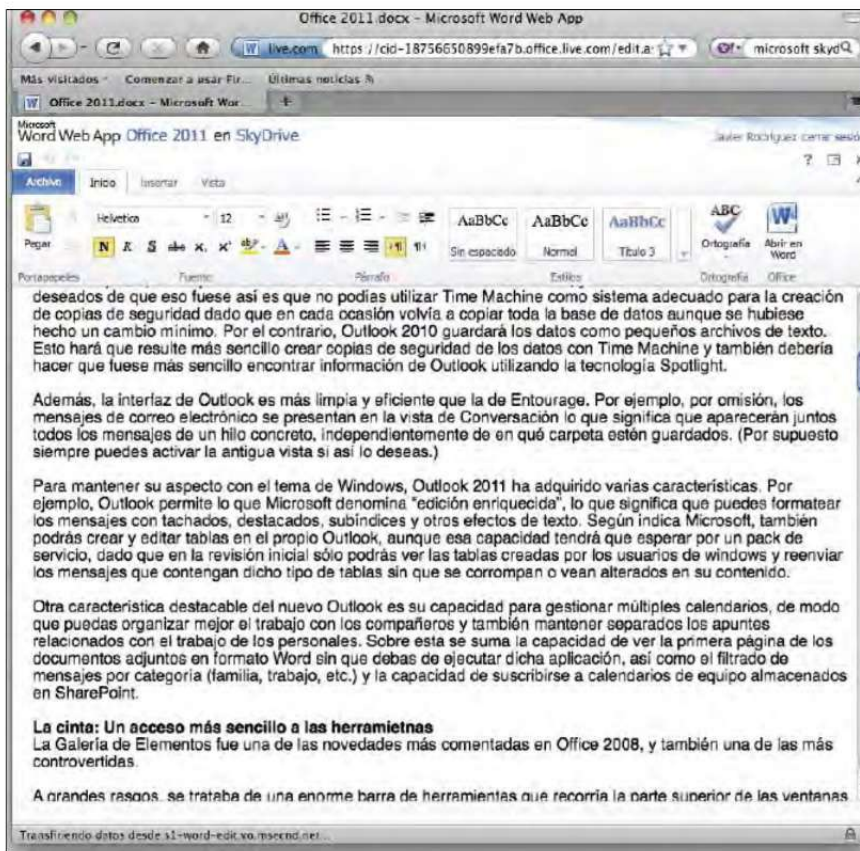 Office 2011.docx – Microsoft Word Web App
live.com https://cid-18756650899efa7b.office.live.com/edit.a
microsoft skyd
Más visitados Comenzar a usar Fir... Últimas noticias
Office 2011.docx – Microsoft Wor...
Microsoft
Word Web App Office 2011 en SkyDrive
Javier Rodríguez cerrar sesió
?
Archivo Inicio Insertar Vista
Helvetica 12
AaBbCc AaBbCc AaBbCc ABC W
Pegar N K S abc x, x' A Sin espaciado Normal Título 3 Ortografía Abrir en
Word
Portapapeles Fuente Párrafo Estilos Ortografía Office
deseados de que eso fuese así es que no podías utilizar Time Machine como sistema adecuado para la creación
de copias de seguridad dado que en cada ocasión volvía a copiar toda la base de datos aunque se hubiese
hecho un cambio mínimo. Por el contrario, Outlook 2010 guardará los datos como pequeños archivos de texto.
Esto hará que resulte más sencillo crear copias de seguridad de los datos con Time Machine y también debería
hacer que fuese más sencillo encontrar información de Outlook utilizando la tecnología Spotlight.
Además, la interfaz de Outlook es más limpia y eficiente que la de Entourage. Por ejemplo, por omisión, los
mensajes de correo electrónico se presentan en la vista de Conversación lo que significa que aparecerán juntos
todos los mensajes de un hilo concreto, independientemente de en qué carpeta estén guardados. (Por supuesto
siempre puedes activar la antigua vista si así lo deseas.)
Para mantener su aspecto con el tema de Windows, Outlook 2011 ha adquirido varias características. Por
ejemplo, Outlook permite lo que Microsoft denomina "edición enriquecida", lo que significa que puedes formatear
los mensajes con tachados, destacados, subíndices y otros efectos de texto. Según indica Microsoft, también
podrás crear y editar tablas en el propio Outlook, aunque esa capacidad tendrá que esperar por un pack de
servicio, dado que en la revisión inicial sólo podrás ver las tablas creadas por los usuarios de windows y reenviar
los mensajes que contengan dicho tipo de tablas sin que se corrompan o vean alterados en su contenido.
Otra característica destacable del nuevo Outlook es su capacidad para gestionar múltiples calendarios, de modo
que puedas organizar mejor el trabajo con los compañeros y también mantener separados los apuntes
relacionados con el trabajo de los personales. Sobre esta se suma la capacidad de ver la primera página de los
documentos adjuntos en formato Word sin que debas de ejecutar dicha aplicación, así como el filtrado de
mensajes por categoría (familia, trabajo, etc.) y la capacidad de suscribirse a calendarios de equipo almacenados
en SharePoint.
La cinta: Un acceso más sencillo a las herramietnas
La Galería de Elementos fue una de las novedades más comentadas en Office 2008, y también una de las más
controvertidas.
A grandes rasgos, se trataba de una enorme barra de herramientas que recorría la parte superior de las ventanas
Transfiriendo datos desde s1-word-edit.vo.msecnd.net...